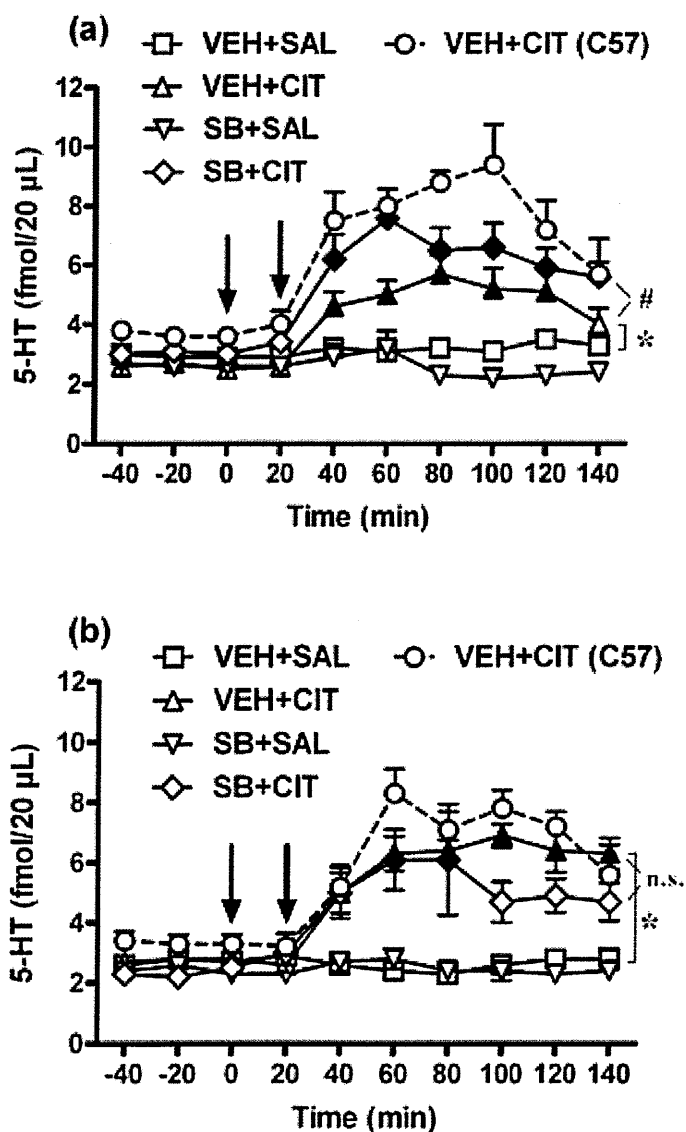 (a)
VEH+SAL VEH+CIT (C57)
VEH+CIT
SB+SAL
SB+CIT
12
10
8
6
4
2
0
5-HT (fmol/20 µL)
#
*
-40 -20 0 20 40 60 80 100 120 140
Time (min)
(b)
VEH+SAL VEH+CIT (C57)
VEH+CIT
SB+SAL
SB+CIT
12
10
8
6
4
2
0
5-HT (fmol/20 µL)
n.s.
*
-40 -20 0 20 40 60 80 100 120 140
Time (min)